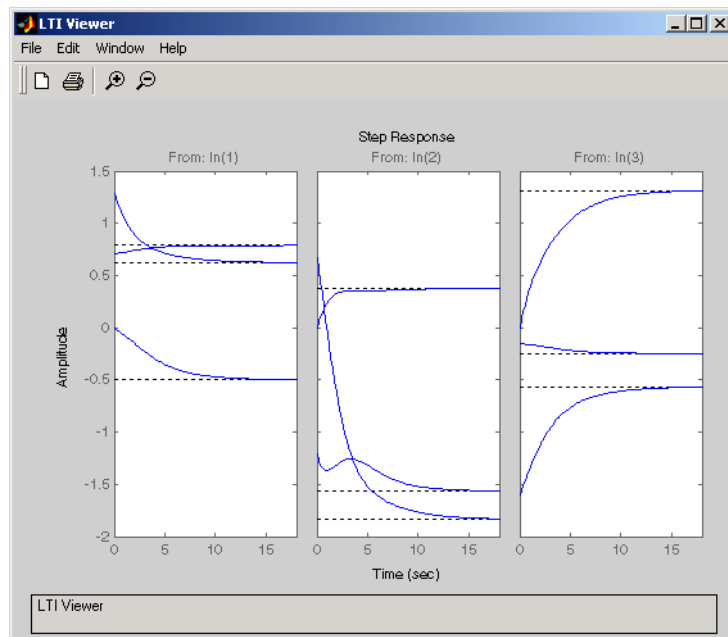 LTI Viewer
File Edit Window Help
Step Response
From: In(1) From: In(2) From: In(3)
1.5
1
0.5
0
-0.5
-1
-1.5
-2
Amplitude
0 5 10 15 0 5 10 15 0 5 10 15
Time (sec)
LTI Viewer